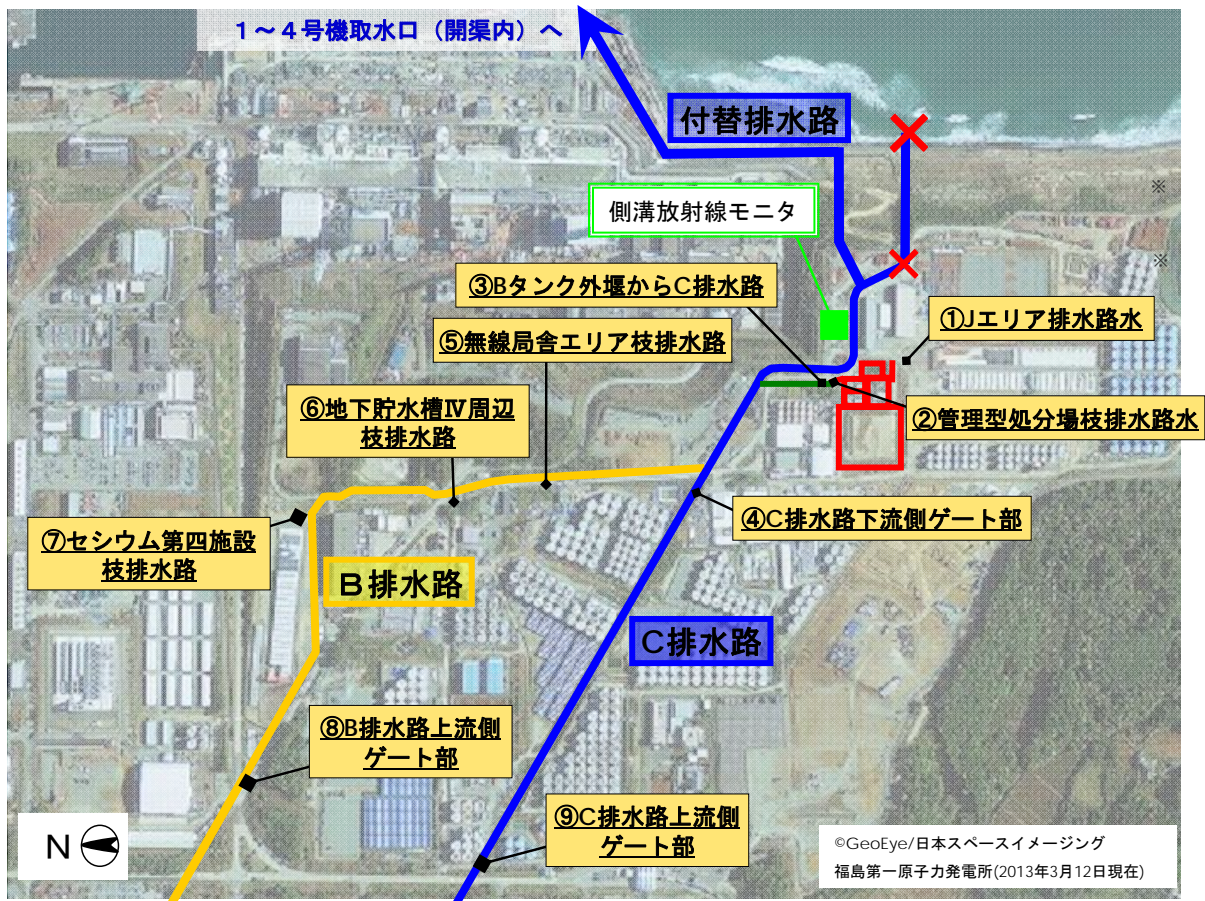 1～4号機取水口（開渠内）へ
付替排水路
※
側溝放射線モニタ
※
③Bタンク外堰からC排水路
①Jエリア排水路水
⑤無線局舎エリア枝排水路
⑥地下貯水槽Ⅳ周辺
枝排水路
②管理型処分場枝排水路水
④C排水路下流側ゲート部
⑦セシウム第四施設
枝排水路
B排水路
C排水路
⑧B排水路上流側
ゲート部
⑨C排水路上流側
ゲート部
N
©GeoEye/日本スペースイメージング
福島第一原子力発電所(2013年3月12日現在)